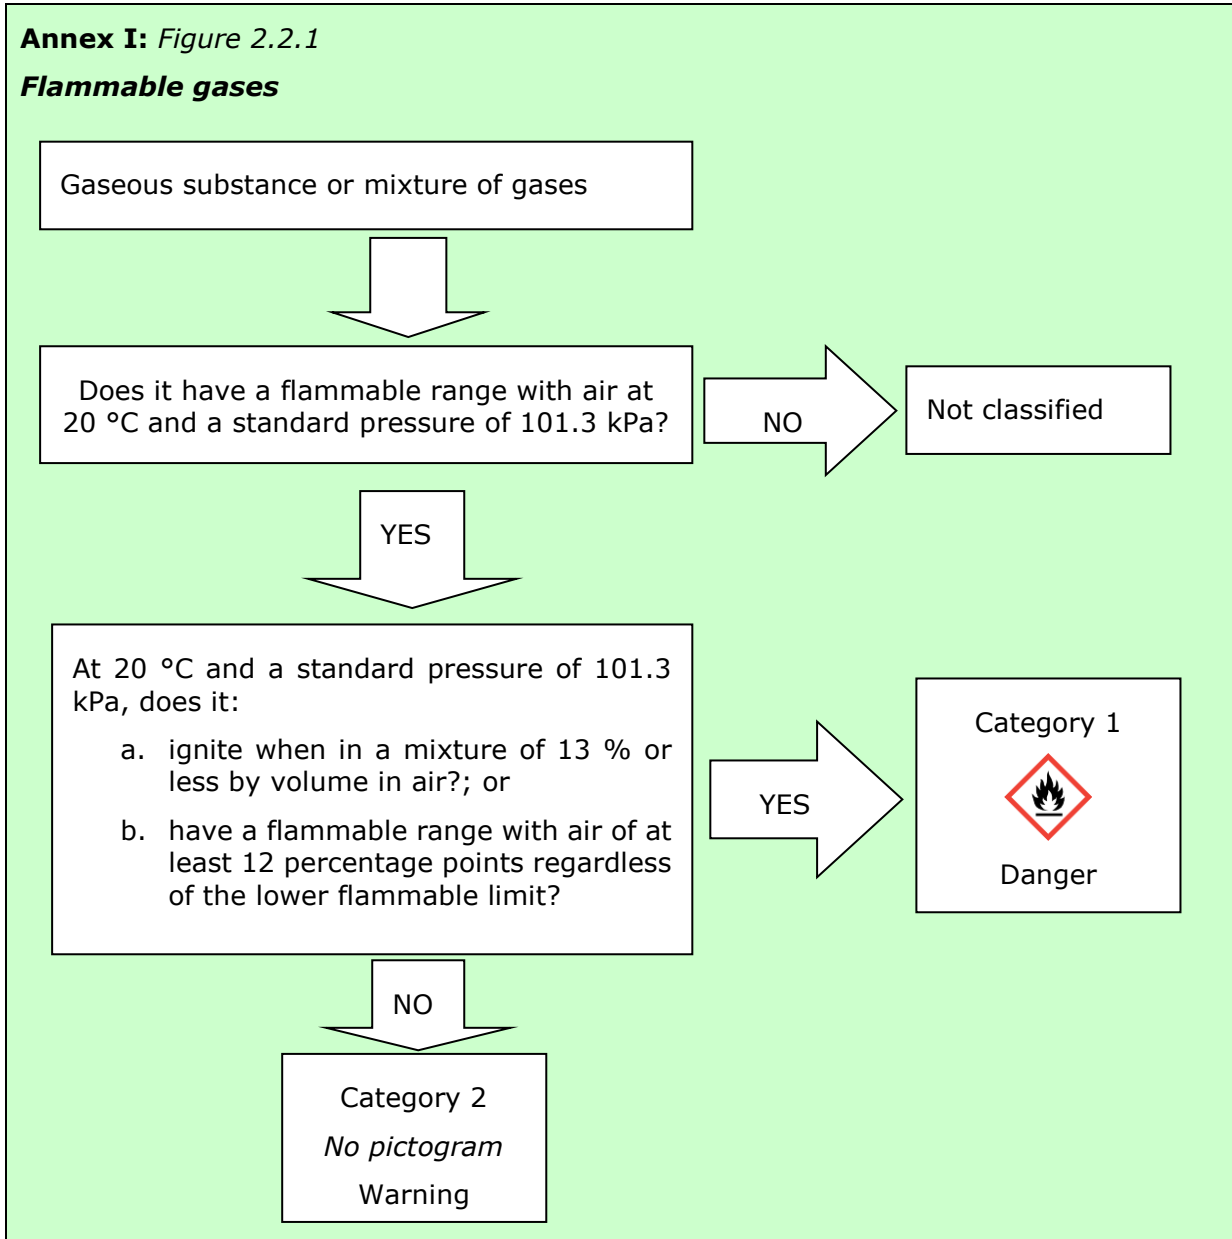 Annex I: Figure 2.2.1
Flammable gases
Gaseous substance or mixture of gases
Does it have a flammable range with air at
20 °C and a standard pressure of 101.3 kPa?
NO
Not classified
YES
At 20 °C and a standard pressure of 101.3
kPa, does it:
a. ignite when in a mixture of 13 % or
less by volume in air?; or
b. have a flammable range with air of at
least 12 percentage points regardless
of the lower flammable limit?
YES
Category 1
Danger
NO
Category 2
No pictogram
Warning